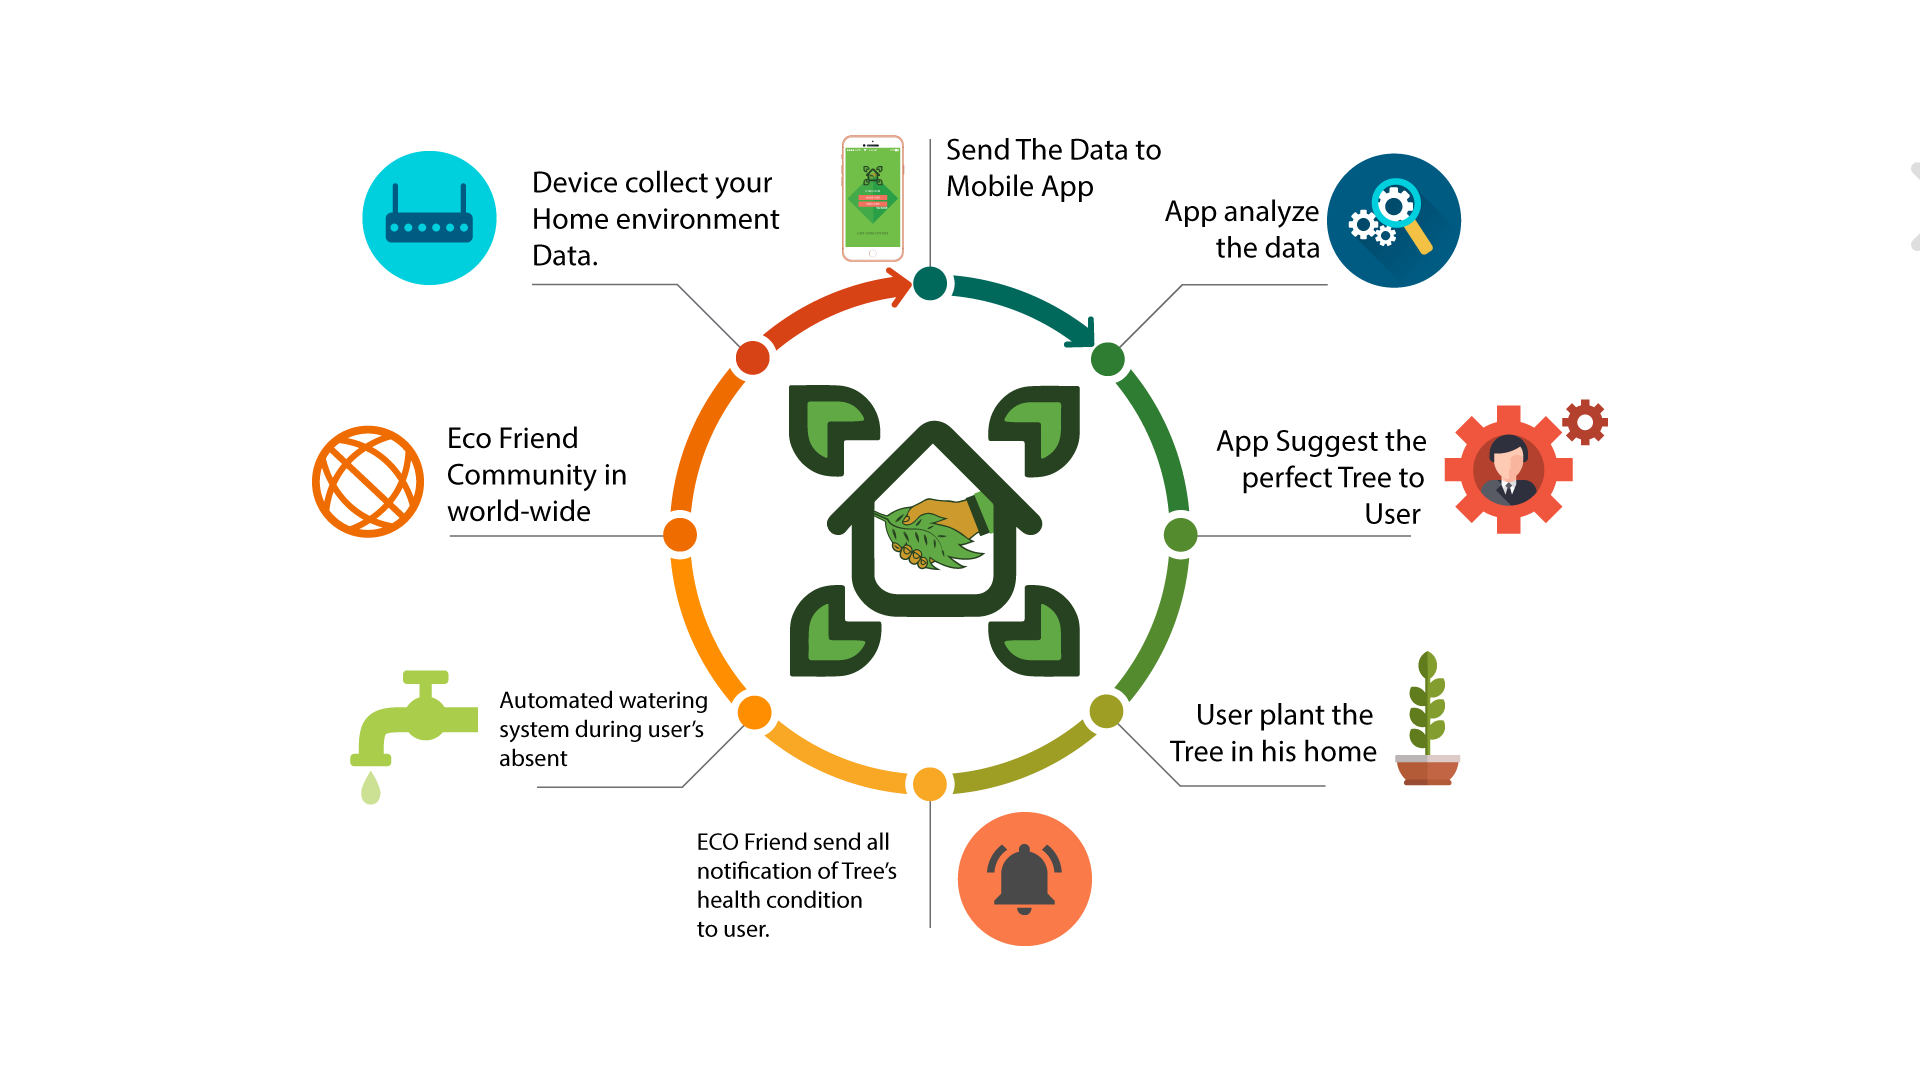 Device collect your
Home environment
Data.
Send The Data to
Mobile App
App analyze
the data
App Suggest the
perfect Tree to
User
User plant the
Tree in his home
ECO Friend send all
notification of Tree's
health condition
to user.
Automated watering
system during user's
absent
Eco Friend
Community in
world-wide